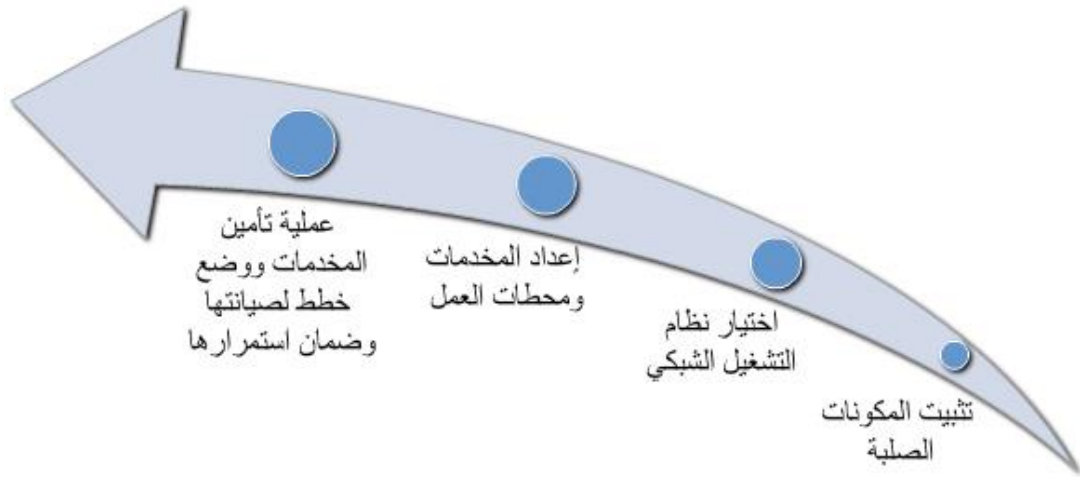 تثبيت المكونات
الصلبة
اختيار نظام
التشغيل الشبكي
إعداد المخدمات
ومحطات العمل
عملية تأمين
المخدمات ووضع
خطط لصيانتها
وضمان استمرارها